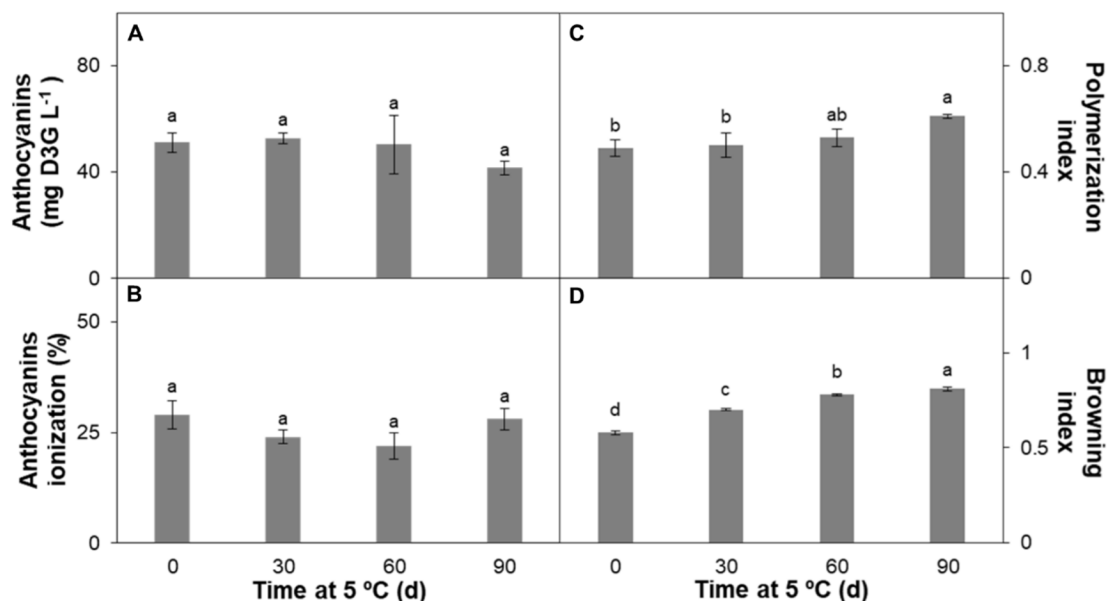 A
C
Anthocyanins
(mg D3G L-1 )
80
40
0
a
a
a
a
b
b
ab
a
0.8
0.4
0
Polymerization
index
B
D
Anthocyanins
ionization (%)
50
25
0
a
a
a
a
d
c
b
a
1
0.5
0
Browning
index
0
30
60
90
0
30
60
90
Time at 5 ºC (d)
Time at 5 ºC (d)